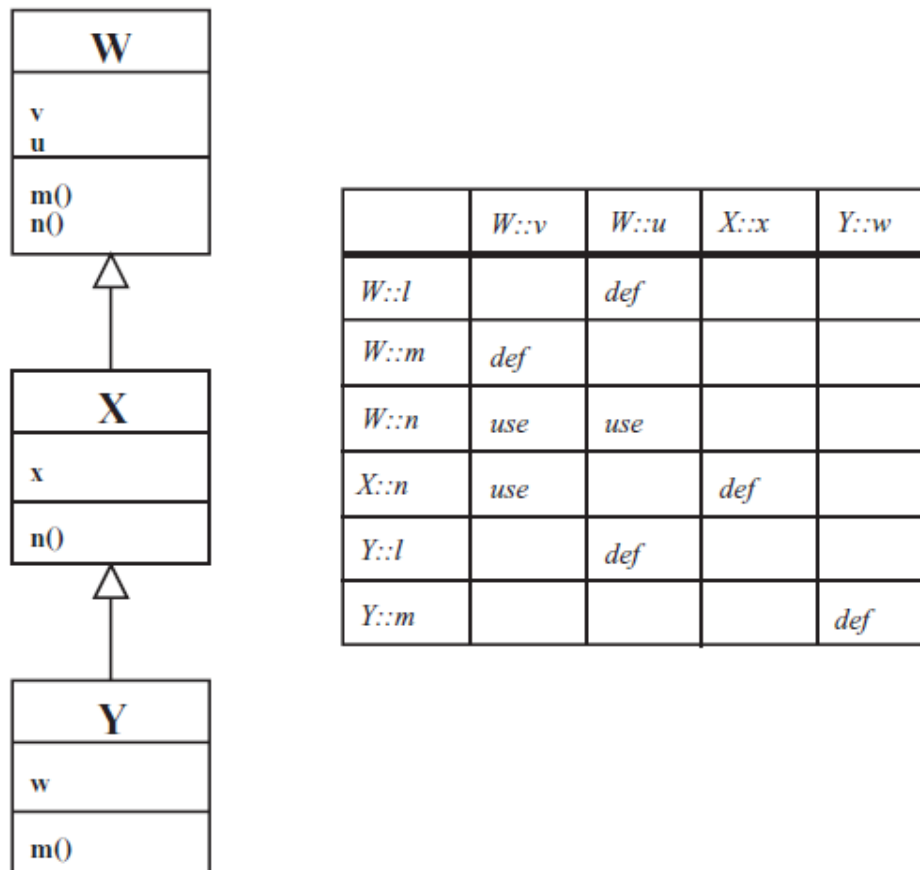 W
v
u
m()
n()
X
x
n()
Y
w
m()
W::v W::u X::x Y::w
W::l def
W::m def
W::n use use
X::n use def
Y::l def
Y::m def